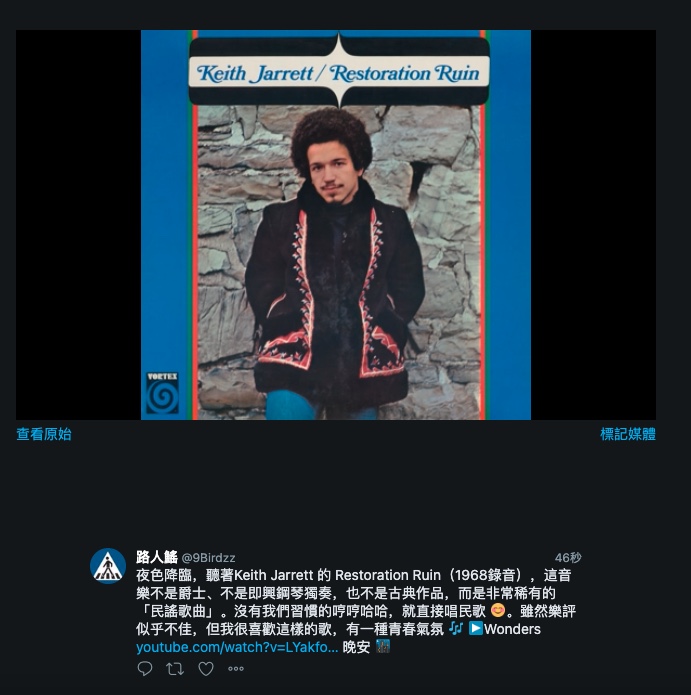 Keith Jarrett / Restoration Ruin
VORTEX
查看原始
標記媒體
路人鰩 @9Birdzz
46秒
夜色降臨，聽著Keith Jarrett 的 Restoration Ruin（1968錄音），這音
樂不是爵士、不是即興鋼琴獨奏，也不是古典作品，而是非常稀有的
「民謠歌曲」。沒有我們習慣的哼哼哈哈，就直接唱民歌 😊。雖然樂評
似乎不佳，但我很喜歡這樣的歌，有一種青春氣氛 🎶 ▶️Wonders
youtube.com/watch?v=LYakfo... 晚安 🌃